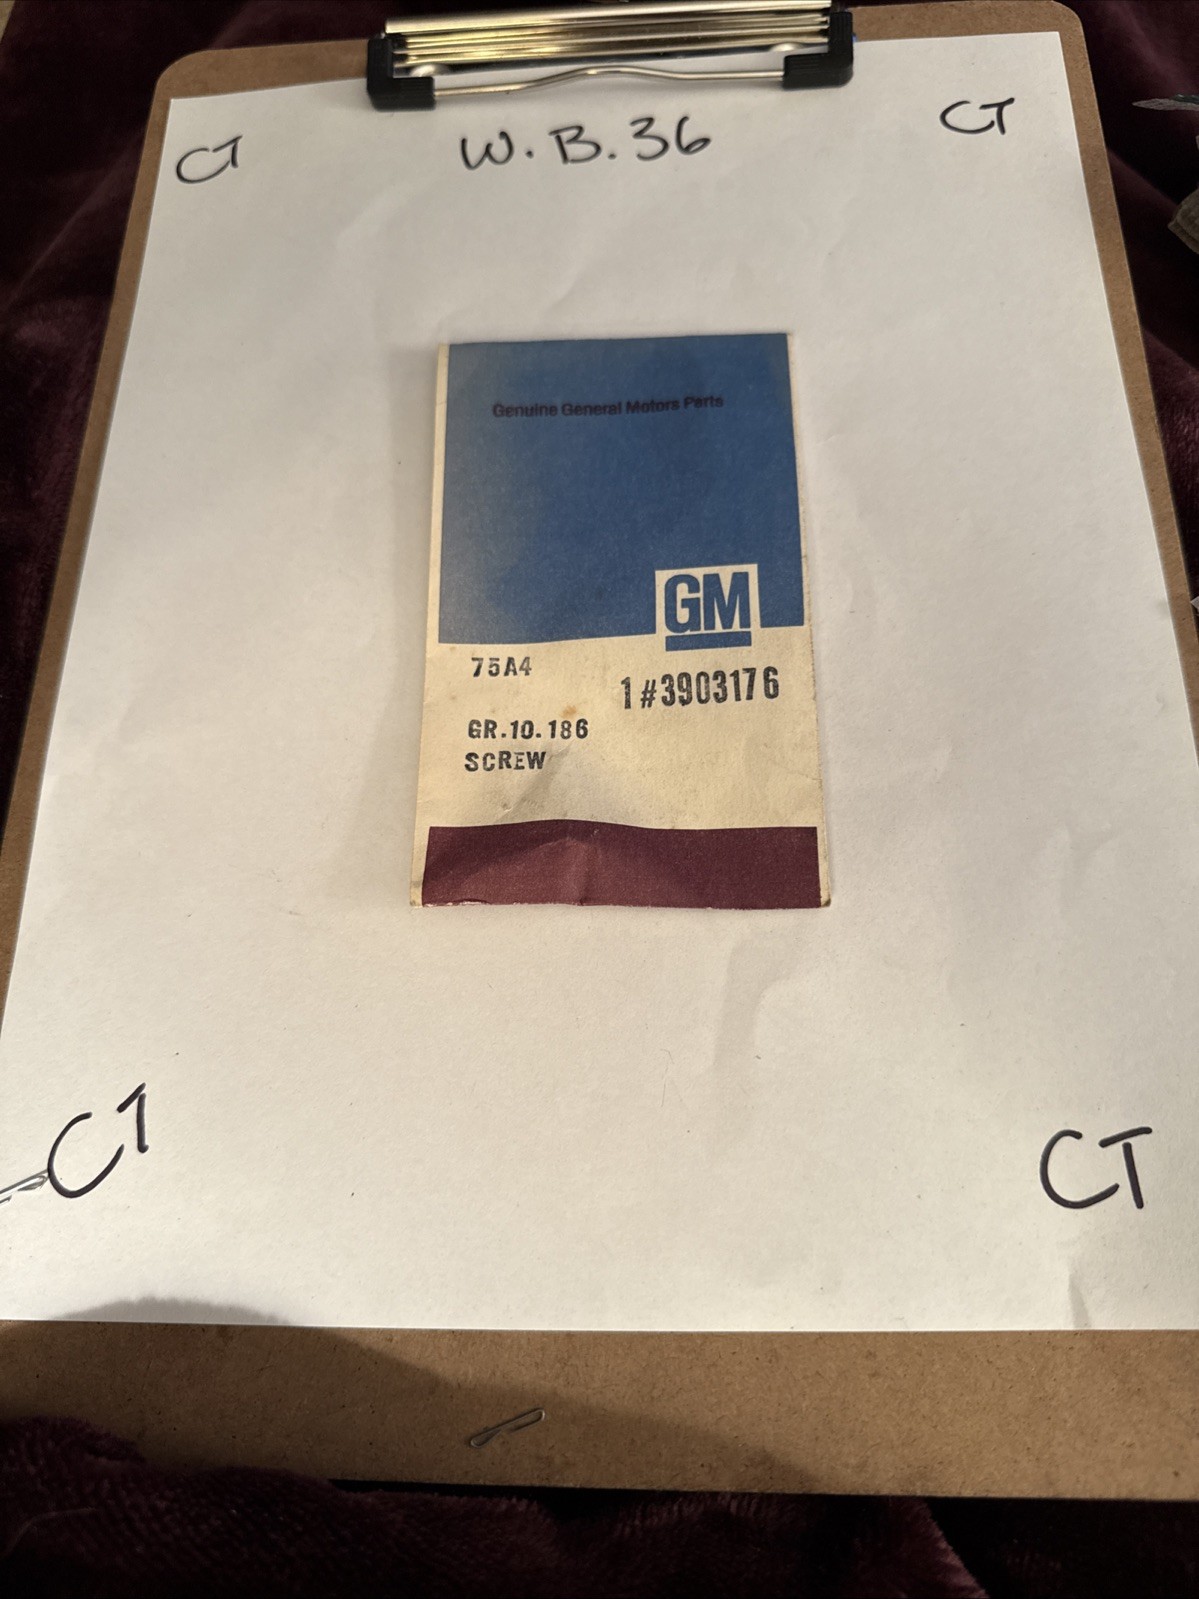 CT W.B.36 CT
Genuine General Motors Parts
GM
75A4
1#3903176
GR.10.186
SCREW
CT CT